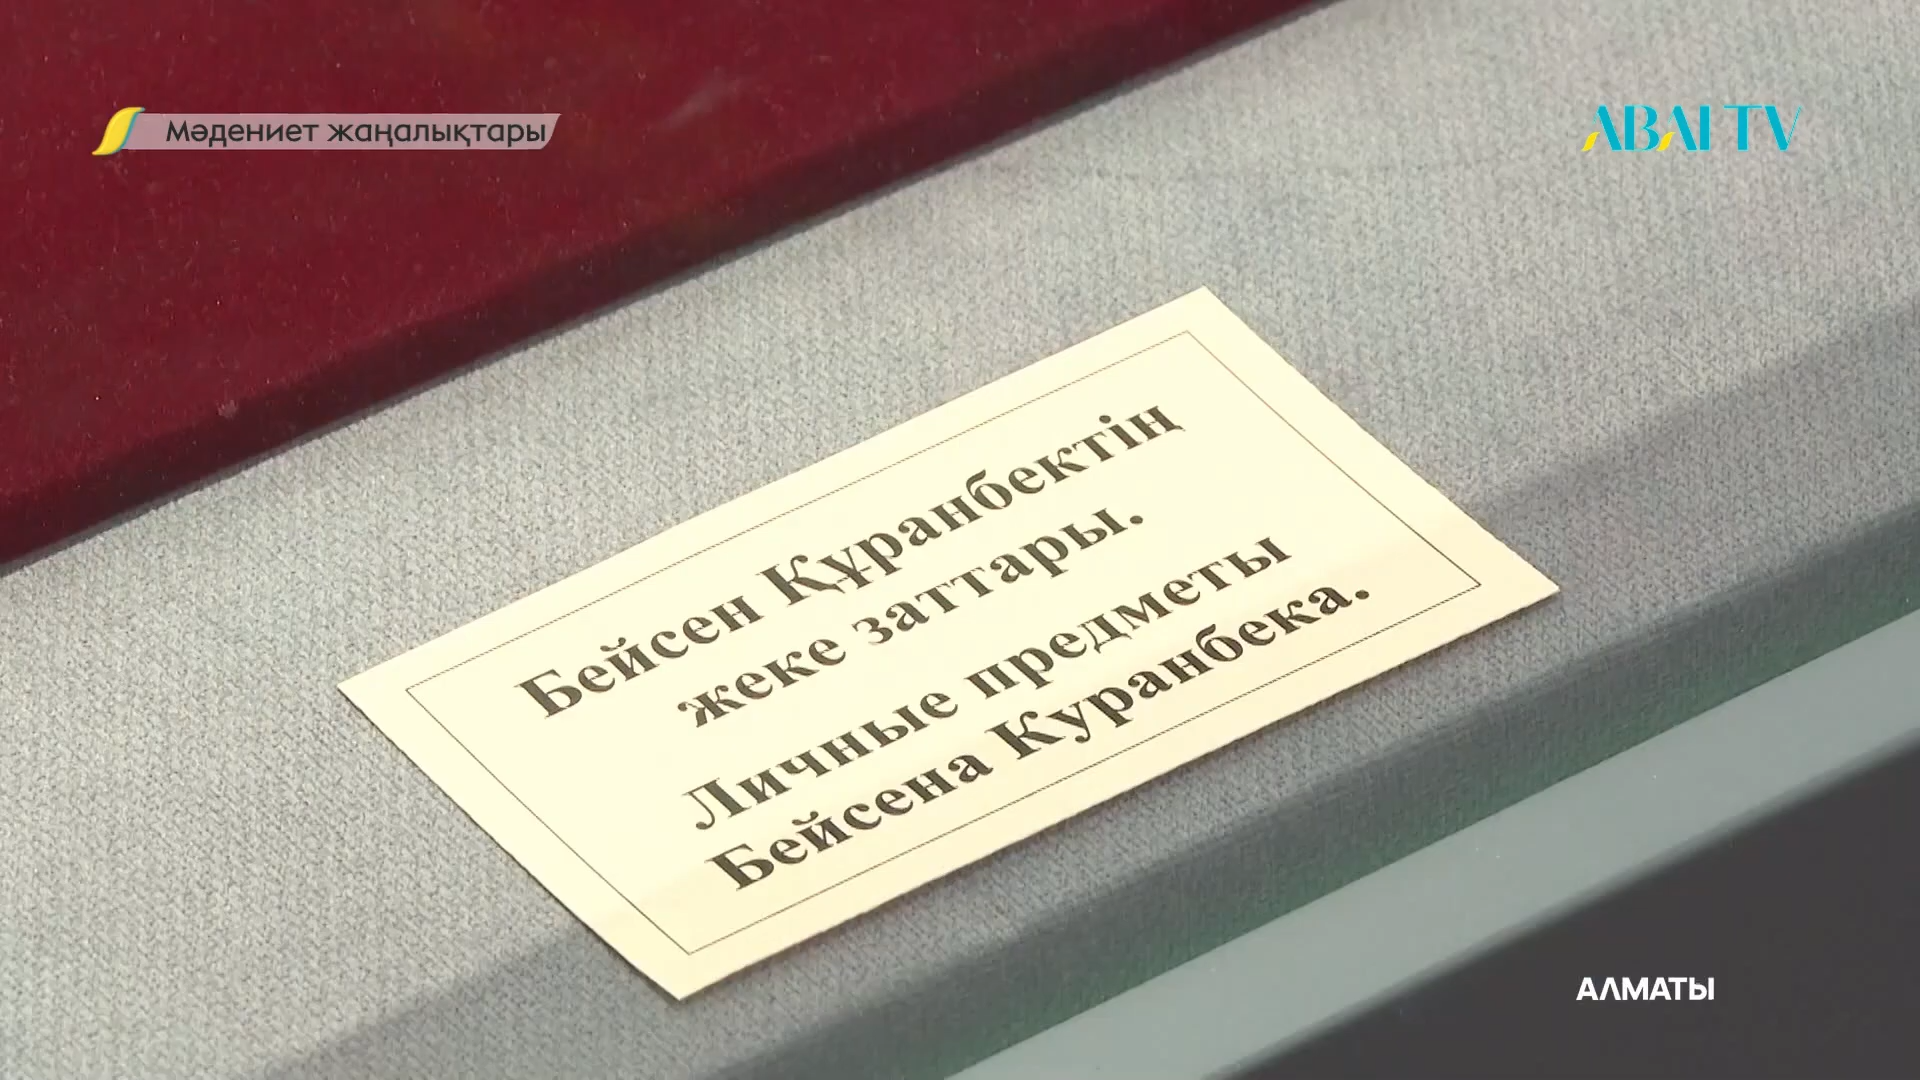 Мәдениет жаңалықтары
ABAI TV
Бейсен Құранбектің
жеке заттары.
Личные предметы
Бейсена Куранбека.
АЛМАТЫ